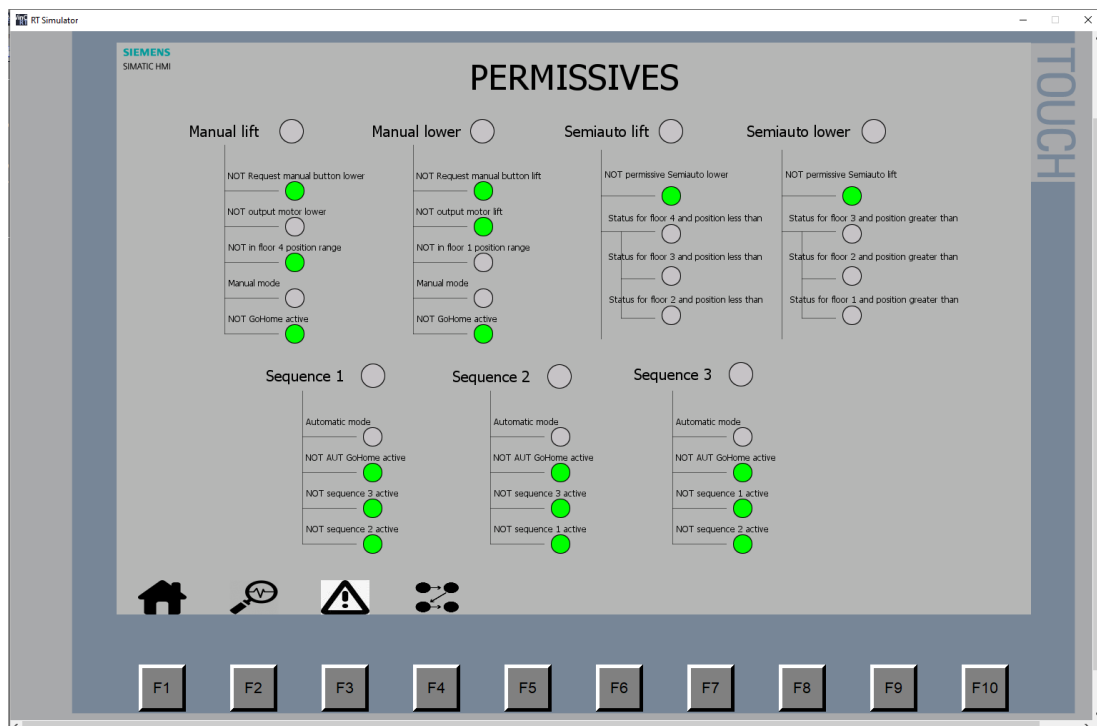 RT Simulator
SIEMENS
SIMATIC HMI
TOUCH
PERMISSIVES
Manual lift
NOT Request manual button lower
NOT output motor lower
NOT in floor 4 position range
Manual mode
NOT GoHome active
Manual lower
NOT Request manual button lift
NOT output motor lift
NOT in floor 1 position range
Manual mode
NOT GoHome active
Semiauto lift
NOT permissive Semiauto lower
Status for floor 4 and position less than
Status for floor 3 and position less than
Status for floor 2 and position less than
Semiauto lower
NOT permissive Semiauto lift
Status for floor 3 and position greater than
Status for floor 2 and position greater than
Status for floor 1 and position greater than
Sequence 1
Automatic mode
NOT AUT GoHome active
NOT sequence 3 active
NOT sequence 2 active
Sequence 2
Automatic mode
NOT AUT GoHome active
NOT sequence 3 active
NOT sequence 1 active
Sequence 3
Automatic mode
NOT AUT GoHome active
NOT sequence 1 active
NOT sequence 2 active
F1 F2 F3 F4 F5 F6 F7 F8 F9 F10